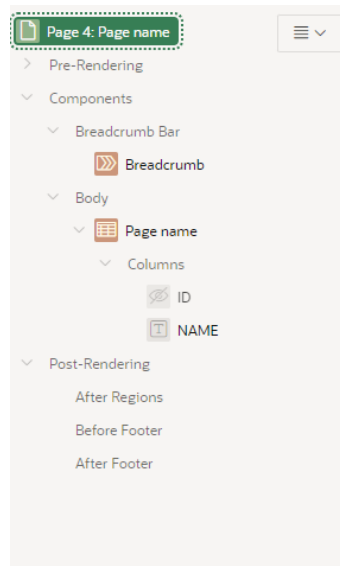 Page 4: Page name
Pre-Rendering
Components
Breadcrumb Bar
Breadcrumb
Body
Page name
Columns
ID
T NAME
Post-Rendering
After Regions
Before Footer
After Footer